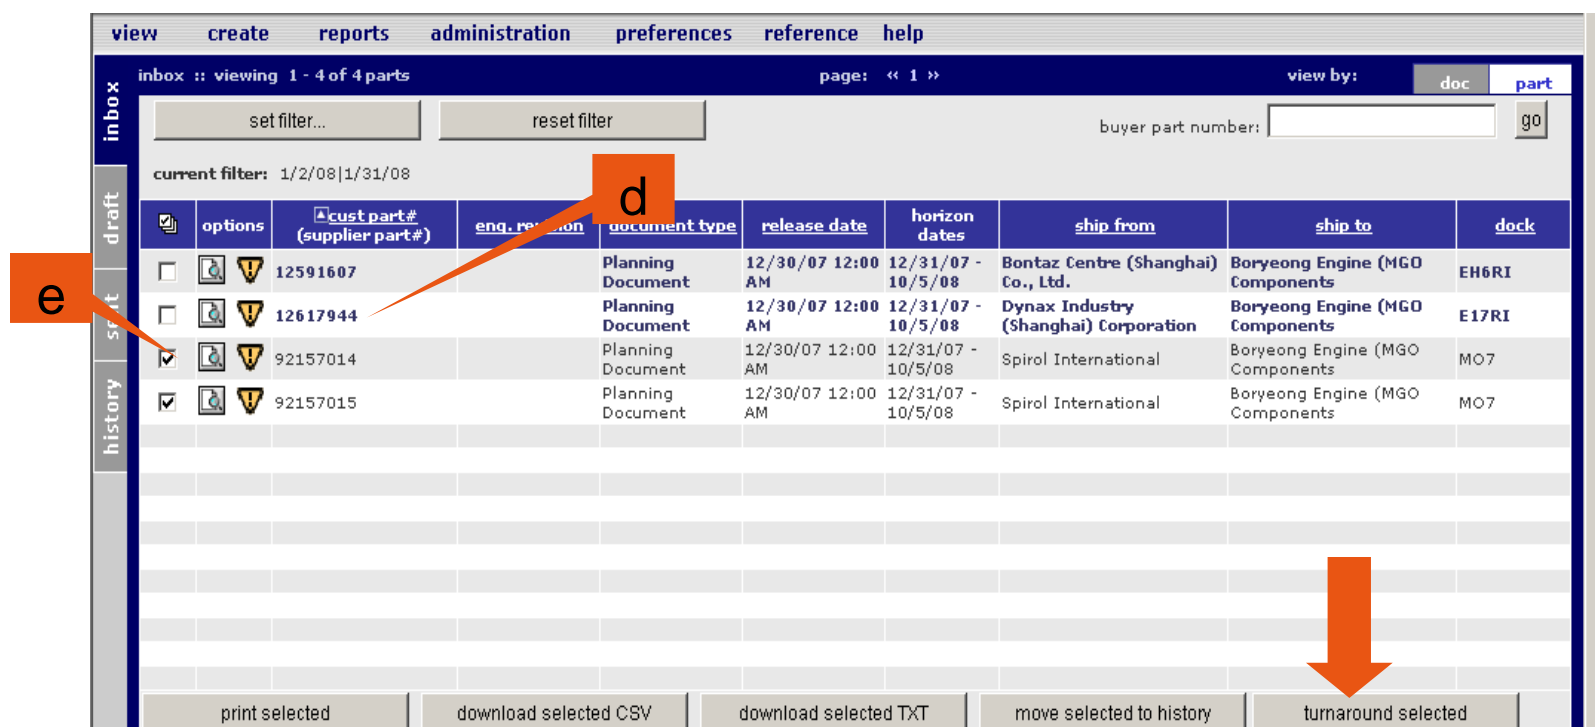 view create reports administration preferences reference help
inbox :: viewing 1 - 4 of 4 parts page: « 1 » view by: doc part
inbox
draft
sent
history
set filter... reset filter buyer part number: go
current filter: 1/2/08|1/31/08
d
e
options cust part# (supplier part#) eng. revision document type release date horizon dates ship from ship to dock
12591607 Planning Document 12/30/07 12:00 AM 12/31/07 - 10/5/08 Bontaz Centre (Shanghai) Co., Ltd. Boryeong Engine (MGO Components EH6RI
12617944 Planning Document 12/30/07 12:00 AM 12/31/07 - 10/5/08 Dynax Industry (Shanghai) Corporation Boryeong Engine (MGO Components E17RI
92157014 Planning Document 12/30/07 12:00 AM 12/31/07 - 10/5/08 Spirol International Boryeong Engine (MGO Components MO7
92157015 Planning Document 12/30/07 12:00 AM 12/31/07 - 10/5/08 Spirol International Boryeong Engine (MGO Components MO7
print selected download selected CSV download selected TXT move selected to history turnaround selected